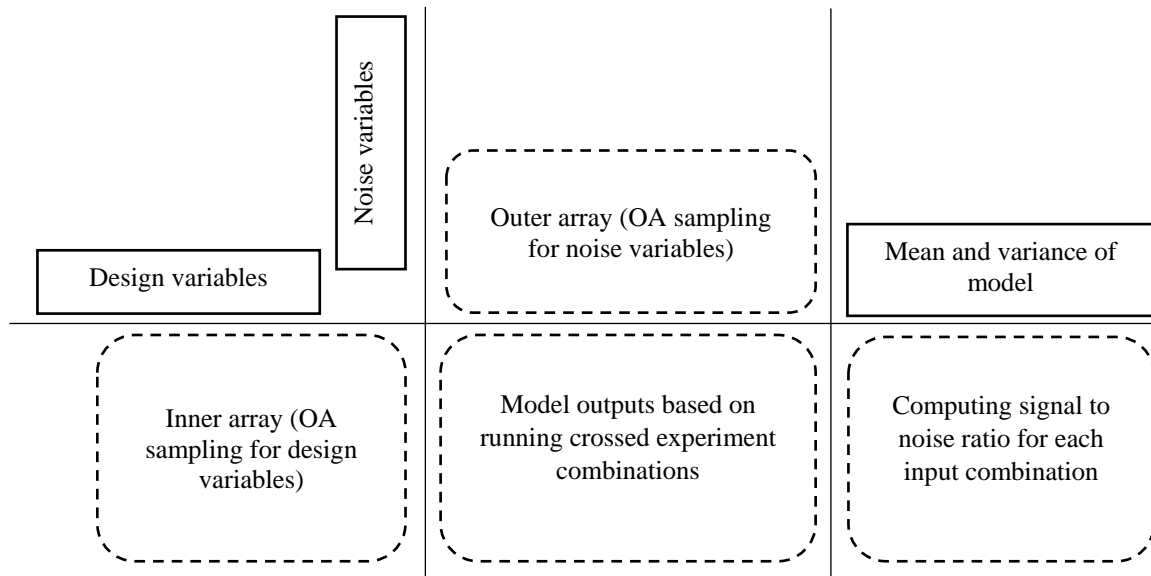 Noise variables
Outer array (OA sampling
for noise variables)
Design variables
Mean and variance of
model
Inner array (OA
sampling for design
variables)
Model outputs based on
running crossed experiment
combinations
Computing signal to
noise ratio for each
input combination